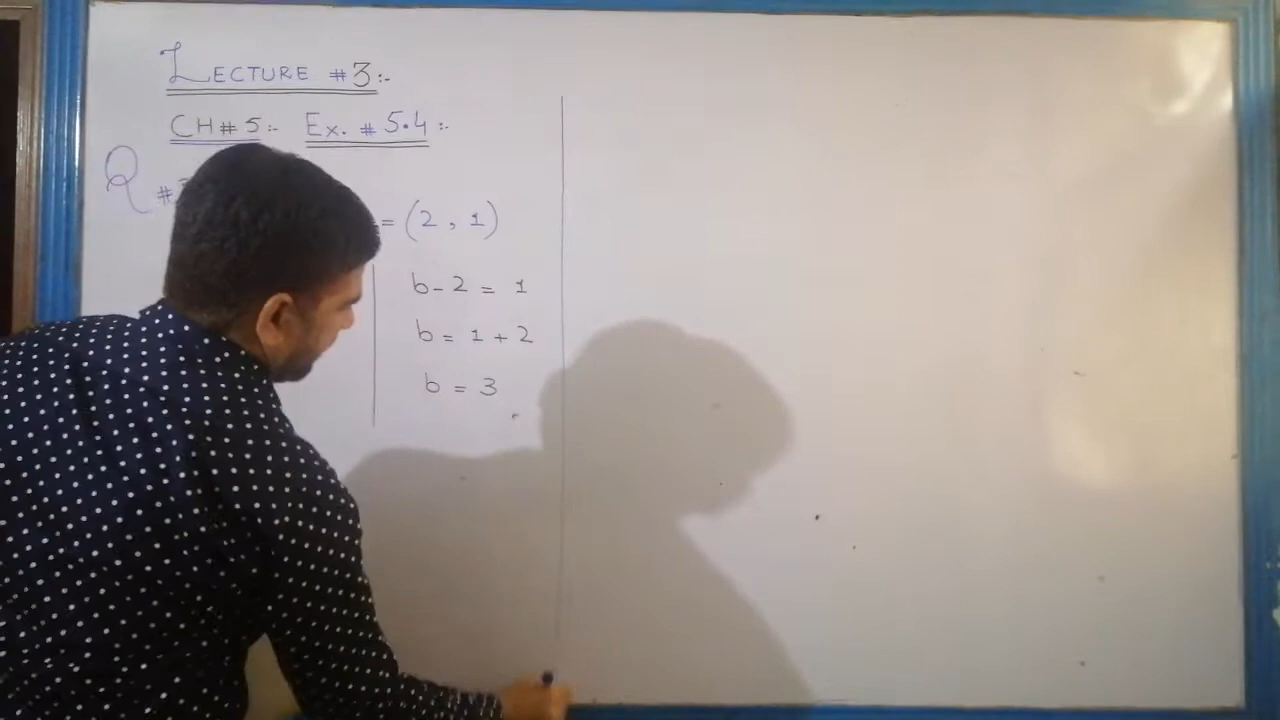 LECTURE #3:-
CH#5:- Ex. # 5.4 :-
Q #
= (2 , 1)
b - 2 = 1
b = 1 + 2
b = 3